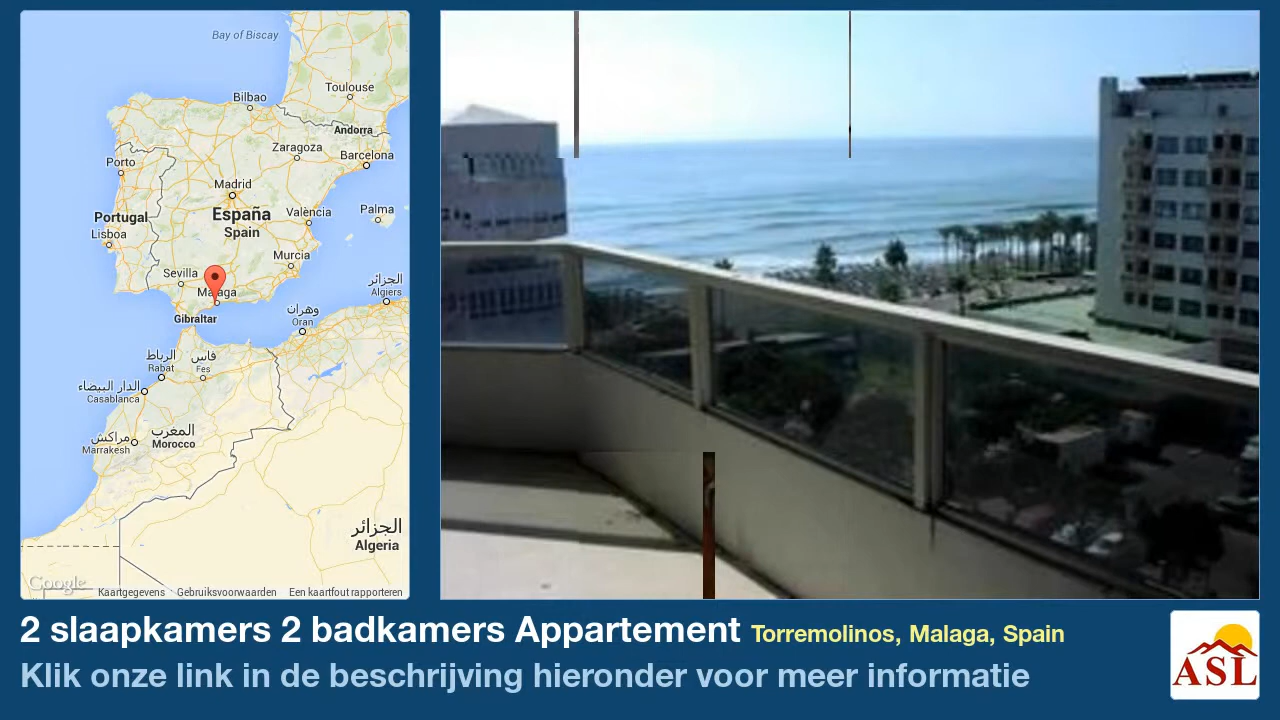 Bay of Biscay
Toulouse
Bilbao
Andorra
Zaragoza
Barcelona
Porto
Madrid
España
Spain
València
Palma
Portugal
Lisboa
Murcia
Sevilla
Malaga
الجزائر
Algiers
وهران
Oran
Gibraltar
الرباط
Rabat
فاس
Fes
الدار البيضاء
Casablanca
مراكش
Marrakesh
المغرب
Morocco
الجزائر
Algeria
Google
Kaartgegevens Gebruiksvoorwaarden Een kaartfout rapporteren
2 slaapkamers 2 badkamers Appartement Torremolinos, Malaga, Spain
Klik onze link in de beschrijving hieronder voor meer informatie
ASL